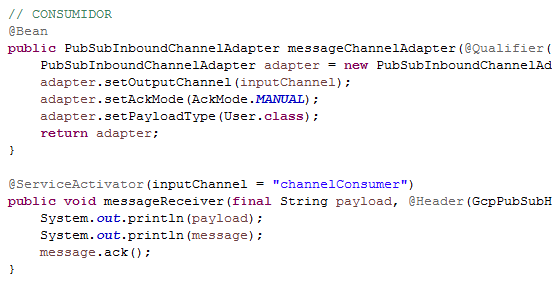 // CONSUMIDOR
@Bean
public PubSubInboundChannelAdapter messageChannelAdapter(@Qualifier(
PubSubInboundChannelAdapter adapter = new PubSubInboundChannelAd
adapter.setOutputChannel(inputChannel);
adapter.setAckMode(AckMode.MANUAL);
adapter.setPayloadType(User.class);
return adapter;
}
@ServiceActivator(inputChannel = "channelConsumer")
public void messageReceiver(final String payload, @Header(GcpPubSubH
System.out.println(payload);
System.out.println(message);
message.ack();
}